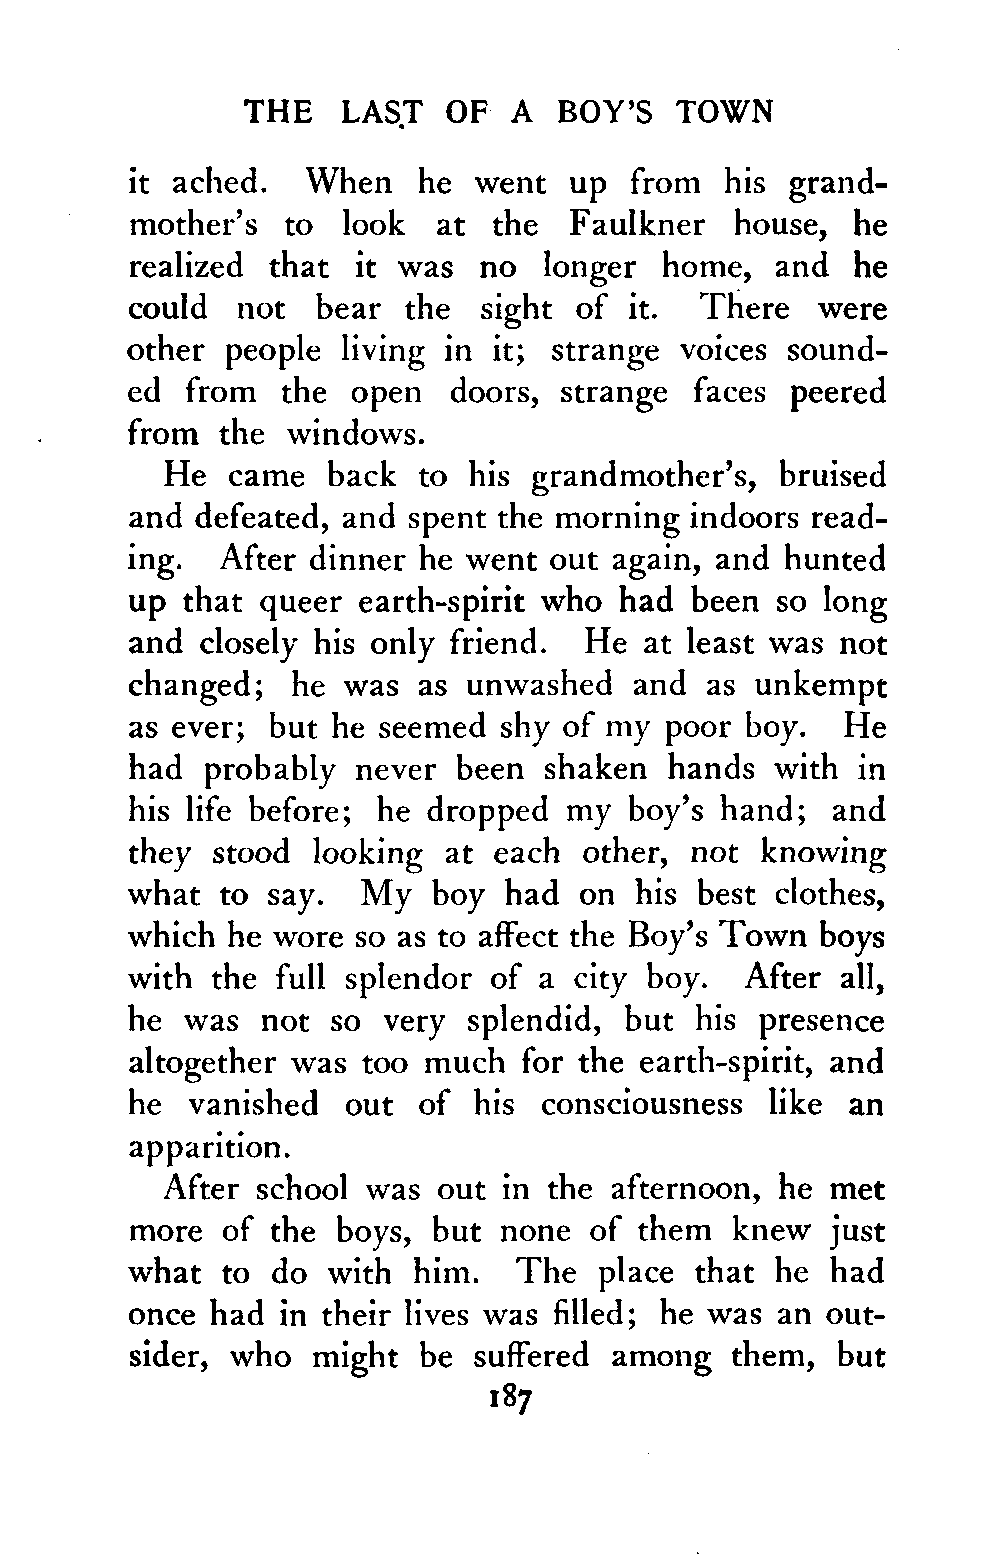 THE LAST OF A BOY'S TOWN
it ached. When he went up from his grand-
mother's to look at the Faulkner house, he
realized that it was no longer home, and he
could not bear the sight of it. There were
other people living in it; strange voices sound-
ed from the open doors, strange faces peered
from the windows.
He came back to his grandmother's, bruised
and defeated, and spent the morning indoors read-
ing. After dinner he went out again, and hunted
up that queer earth-spirit who had been so long
and closely his only friend. He at least was not
changed; he was as unwashed and as unkempt
as ever; but he seemed shy of my poor boy. He
had probably never been shaken hands with in
his life before; he dropped my boy's hand; and
they stood looking at each other, not knowing
what to say. My boy had on his best clothes,
which he wore so as to affect the Boy's Town boys
with the full splendor of a city boy. After all,
he was not so very splendid, but his presence
altogether was too much for the earth-spirit, and
he vanished out of his consciousness like an
apparition.
After school was out in the afternoon, he met
more of the boys, but none of them knew just
what to do with him. The place that he had
once had in their lives was filled; he was an out-
sider, who might be suffered among them, but
187